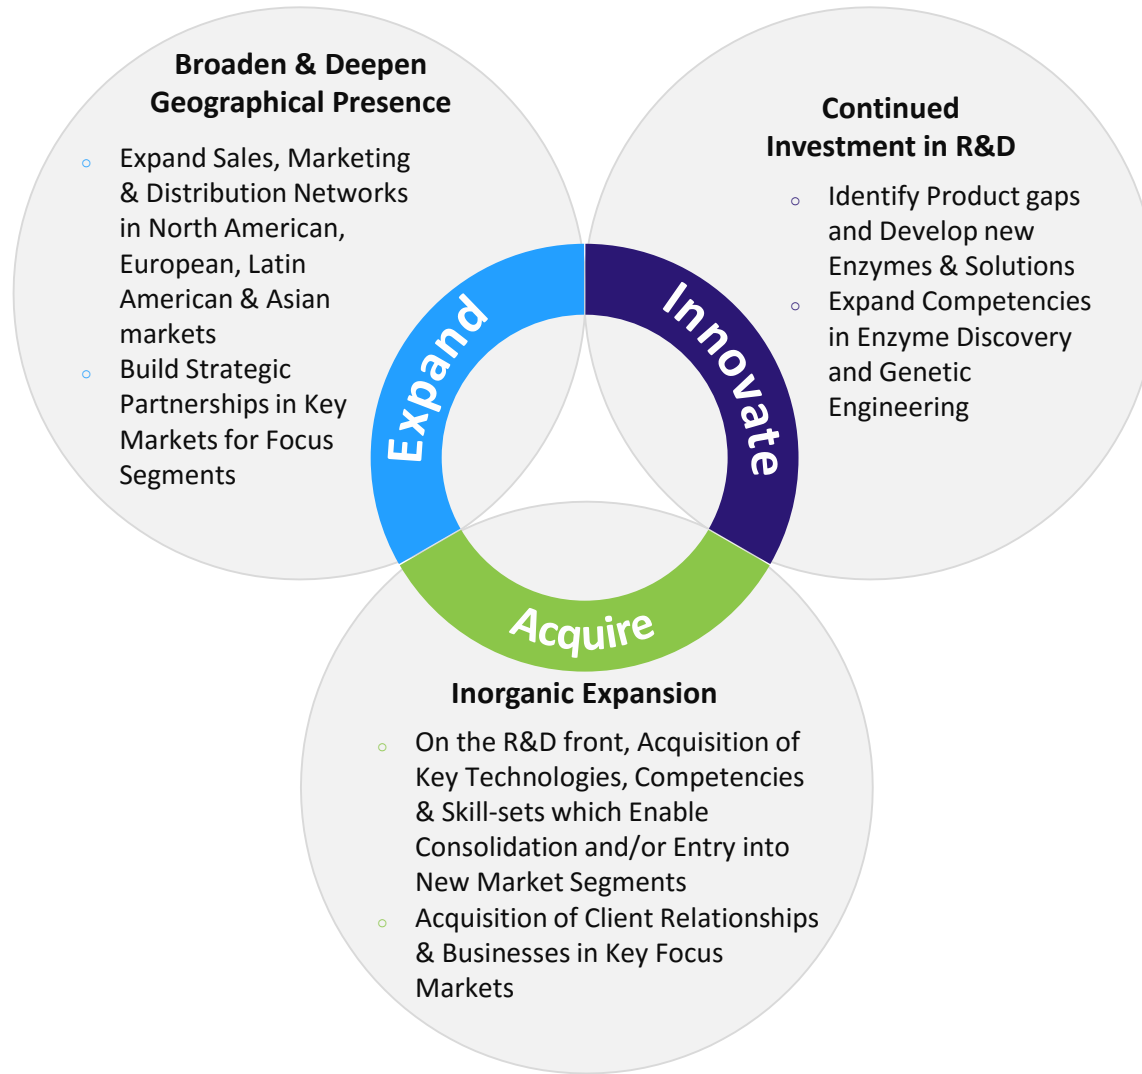 Broaden & Deepen
Geographical Presence
Expand Sales, Marketing
& Distribution Networks
in North American,
European, Latin
American & Asian
markets
Build Strategic
Partnerships in Key
Markets for Focus
Segments
Continued
Investment in R&D
Identify Product gaps
and Develop new
Enzymes & Solutions
Expand Competencies
in Enzyme Discovery
and Genetic
Engineering
Expand
Innovate
Acquire
Inorganic Expansion
On the R&D front, Acquisition of
Key Technologies, Competencies
& Skill-sets which Enable
Consolidation and/or Entry into
New Market Segments
Acquisition of Client Relationships
& Businesses in Key Focus
Markets